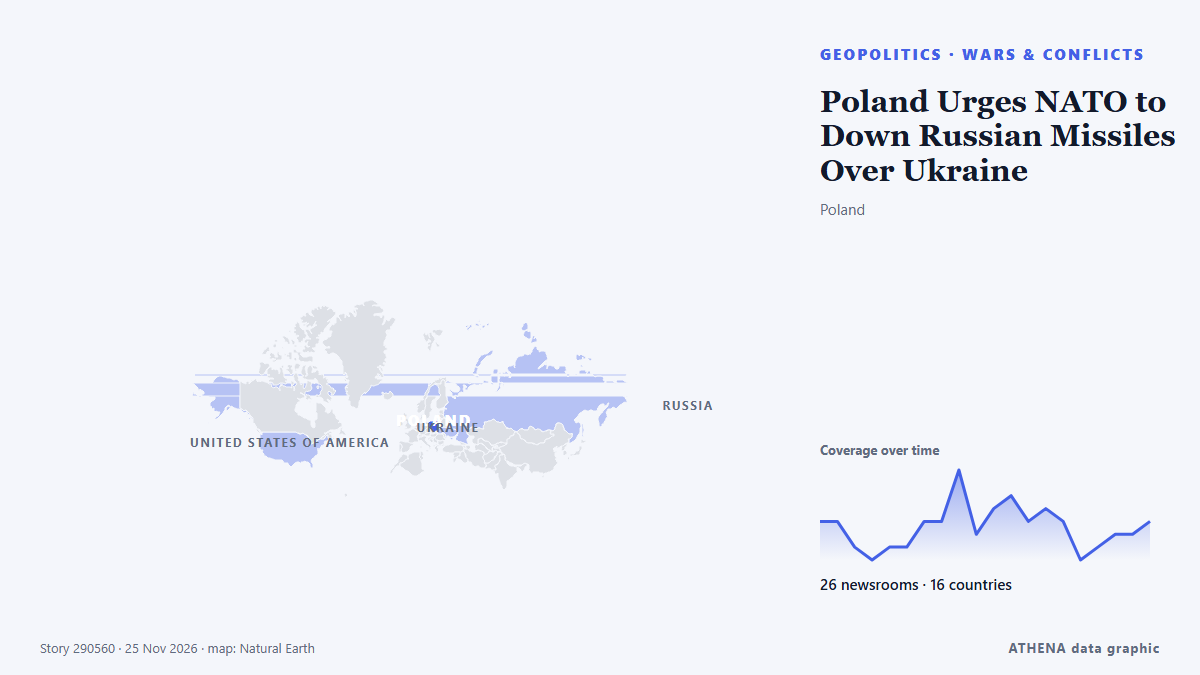 GEOPOLITICS · WARS & CONFLICTS
Poland Urges NATO to
Down Russian Missiles
Over Ukraine
Poland
RUSSIA
POLAND
UKRAINE
UNITED STATES OF AMERICA
Coverage over time
26 newsrooms · 16 countries
Story 290560 · 25 Nov 2026 · map: Natural Earth
ATHENA data graphic